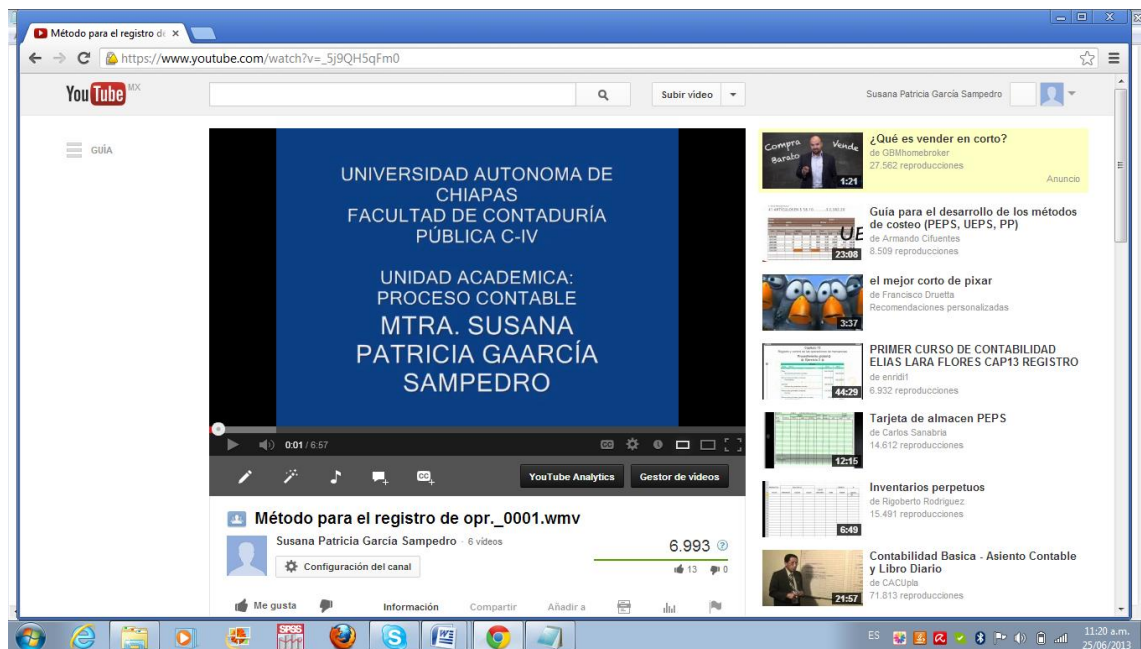 Método para el registro de
https://www.youtube.com/watch?v=_5j9QH5qFm0
YouTube MX
Subir vídeo
Susana Patricia García Sampedro
GUÍA
UNIVERSIDAD AUTONOMA DE
CHIAPAS
FACULTAD DE CONTADURÍA
PÚBLICA C-IV
UNIDAD ACADEMICA:
PROCESO CONTABLE
MTRA. SUSANA
PATRICIA GAARCÍA
SAMPEDRO
0:01 / 6:57
YouTube Analytics
Gestor de vídeos
Método para el registro de opr._0001.wmv
Susana Patricia García Sampedro · 6 vídeos
Configuración del canal
6.993
13 0
Me gusta
Información
Compartir
Añadir a
Compra
Barato
Vende
1:21
¿Qué es vender en corto?
de GBMhomebroker
27.562 reproducciones
Anuncio
UE
23:08
Guía para el desarrollo de los métodos
de costeo (PEPS, UEPS, PP)
de Armando Cifuentes
8.509 reproducciones
3:37
el mejor corto de pixar
de Francisco Druetta
Recomendaciones personalizadas
44:29
PRIMER CURSO DE CONTABILIDAD
ELIAS LARA FLORES CAP13 REGISTRO
de enridi1
6.932 reproducciones
12:15
Tarjeta de almacen PEPS
de Carlos Sanabria
14.612 reproducciones
6:49
Inventarios perpetuos
de Rigoberto Rodriguez
15.491 reproducciones
21:57
Contabilidad Basica - Asiento Contable
y Libro Diario
de CACUpla
71.813 reproducciones
SPSS
ES
11:20 a.m.
25/06/2013